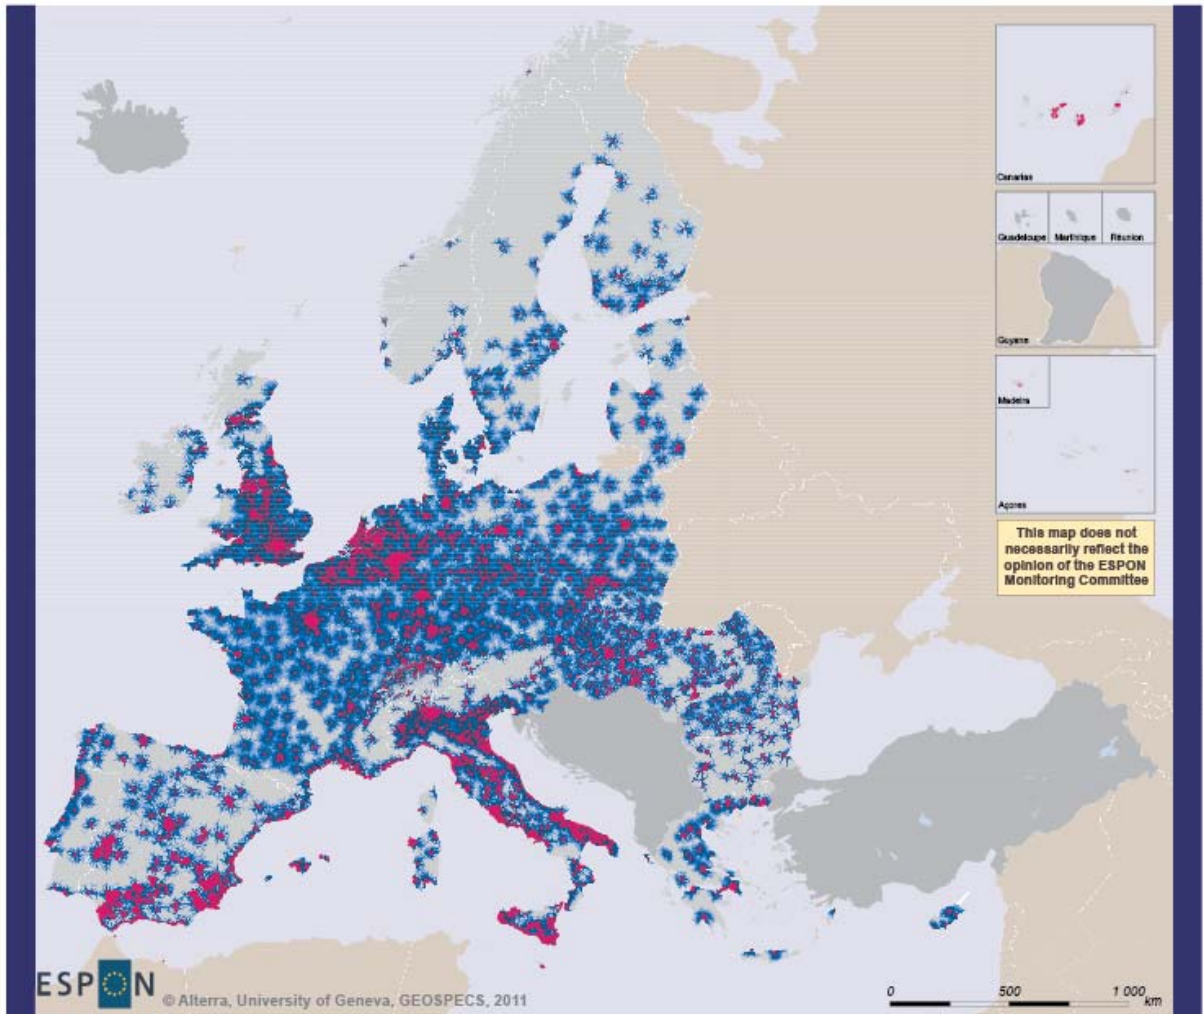 Canarias
Guadeloupe Martinique Réunion
Guyane
Madeira
Açores
This map does not
necessarily reflect the
opinion of the ESPON
Monitoring Committee
ESPON
© Alterra, University of Geneva, GEOSPECS, 2011
0 500 1 000
km